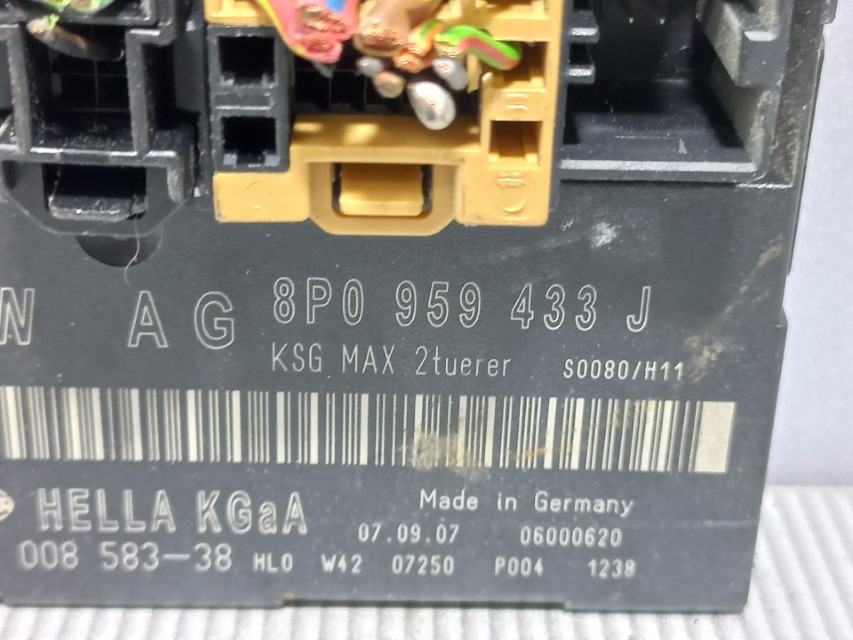 N AG 8P0 959 433 J
KSG MAX 2tuerer S0080/H11
HELLA KGaA Made in Germany
07.09.07 06000620
008 583-38 HLO W42 07250 P004 1238